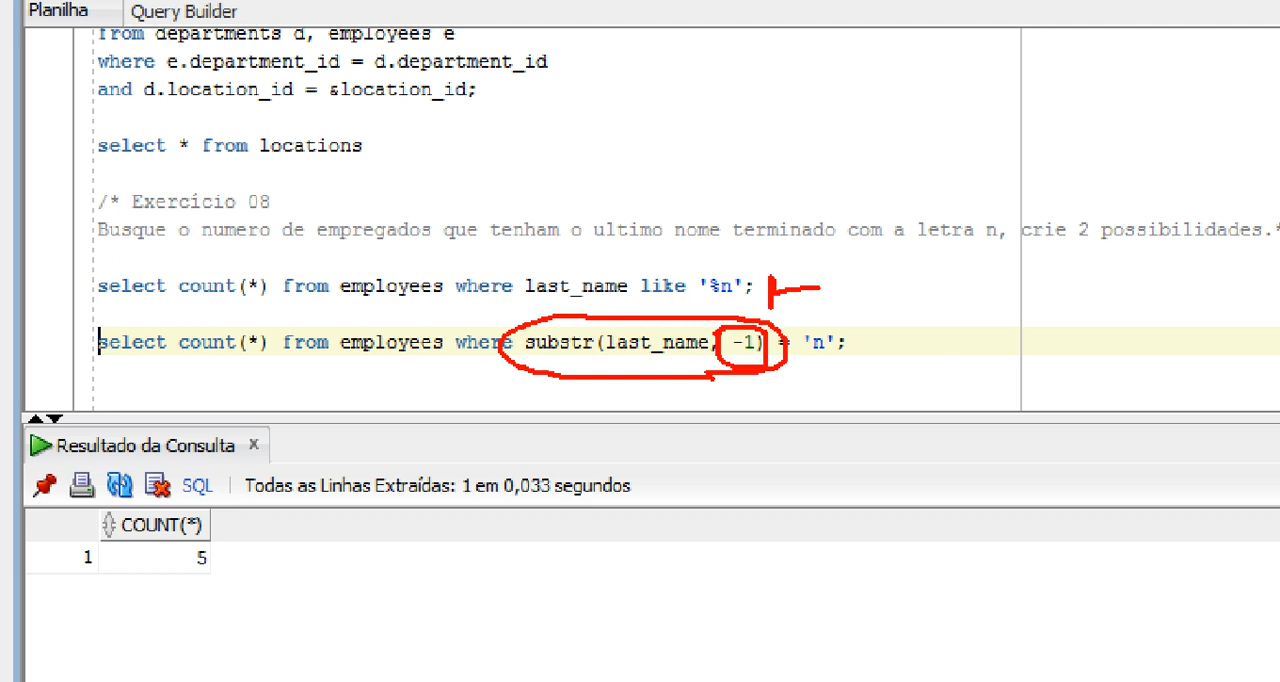 Planilha Query Builder
from departments d, employees e
where e.department_id = d.department_id
and d.location_id = &location_id;
select * from locations
/* Exercício 08
Busque o numero de empregados que tenham o ultimo nome terminado com a letra n, crie 2 possibilidades.*
select count(*) from employees where last_name like '%n';
select count(*) from employees where substr(last_name, -1) = 'n';
Resultado da Consulta x
SQL | Todas as Linhas Extraídas: 1 em 0,033 segundos
COUNT(*)
1 5